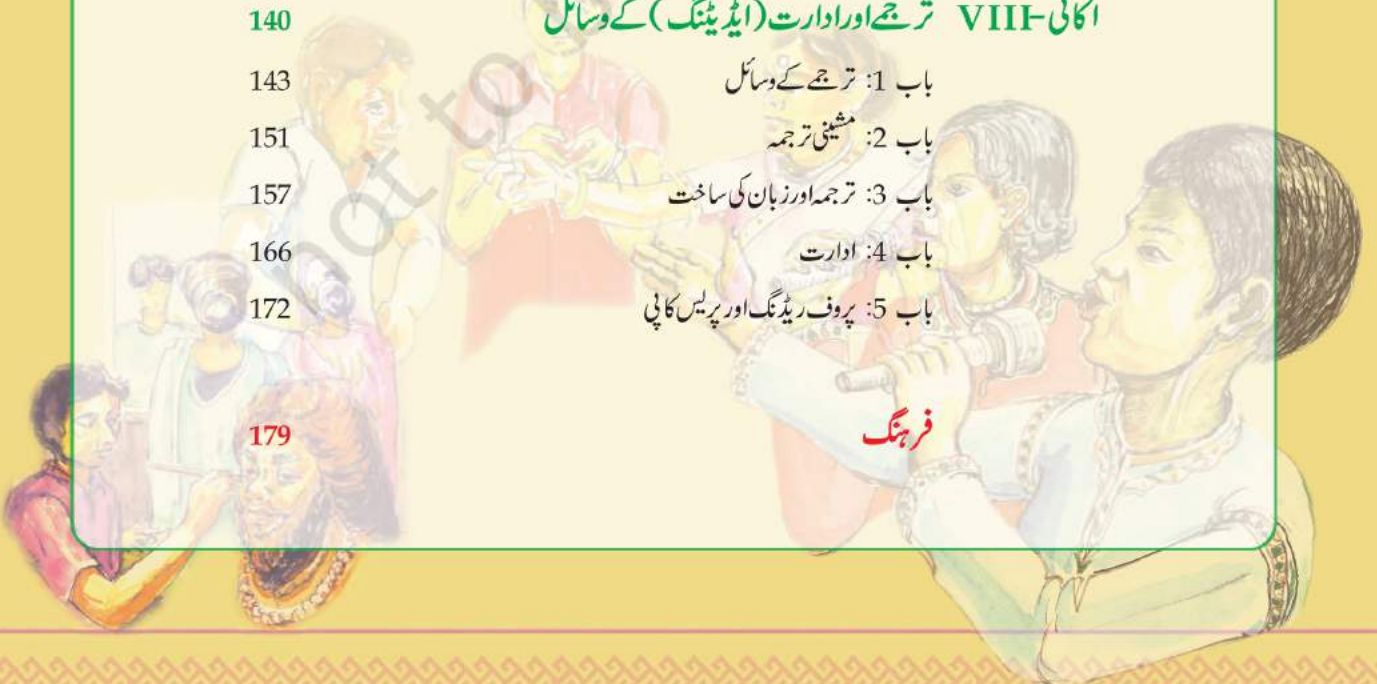 اکائی-VIII ترجمے اور ادارت (ایڈیٹنگ) کے وسائل 140
باب 1: ترجمے کے وسائل 143
باب 2: مشینی ترجمہ 151
باب 3: ترجمہ اور زبان کی ساخت 157
باب 4: ادارت 166
باب 5: پروف ریڈنگ اور پریس کاپی 172
فرہنگ 179
not to